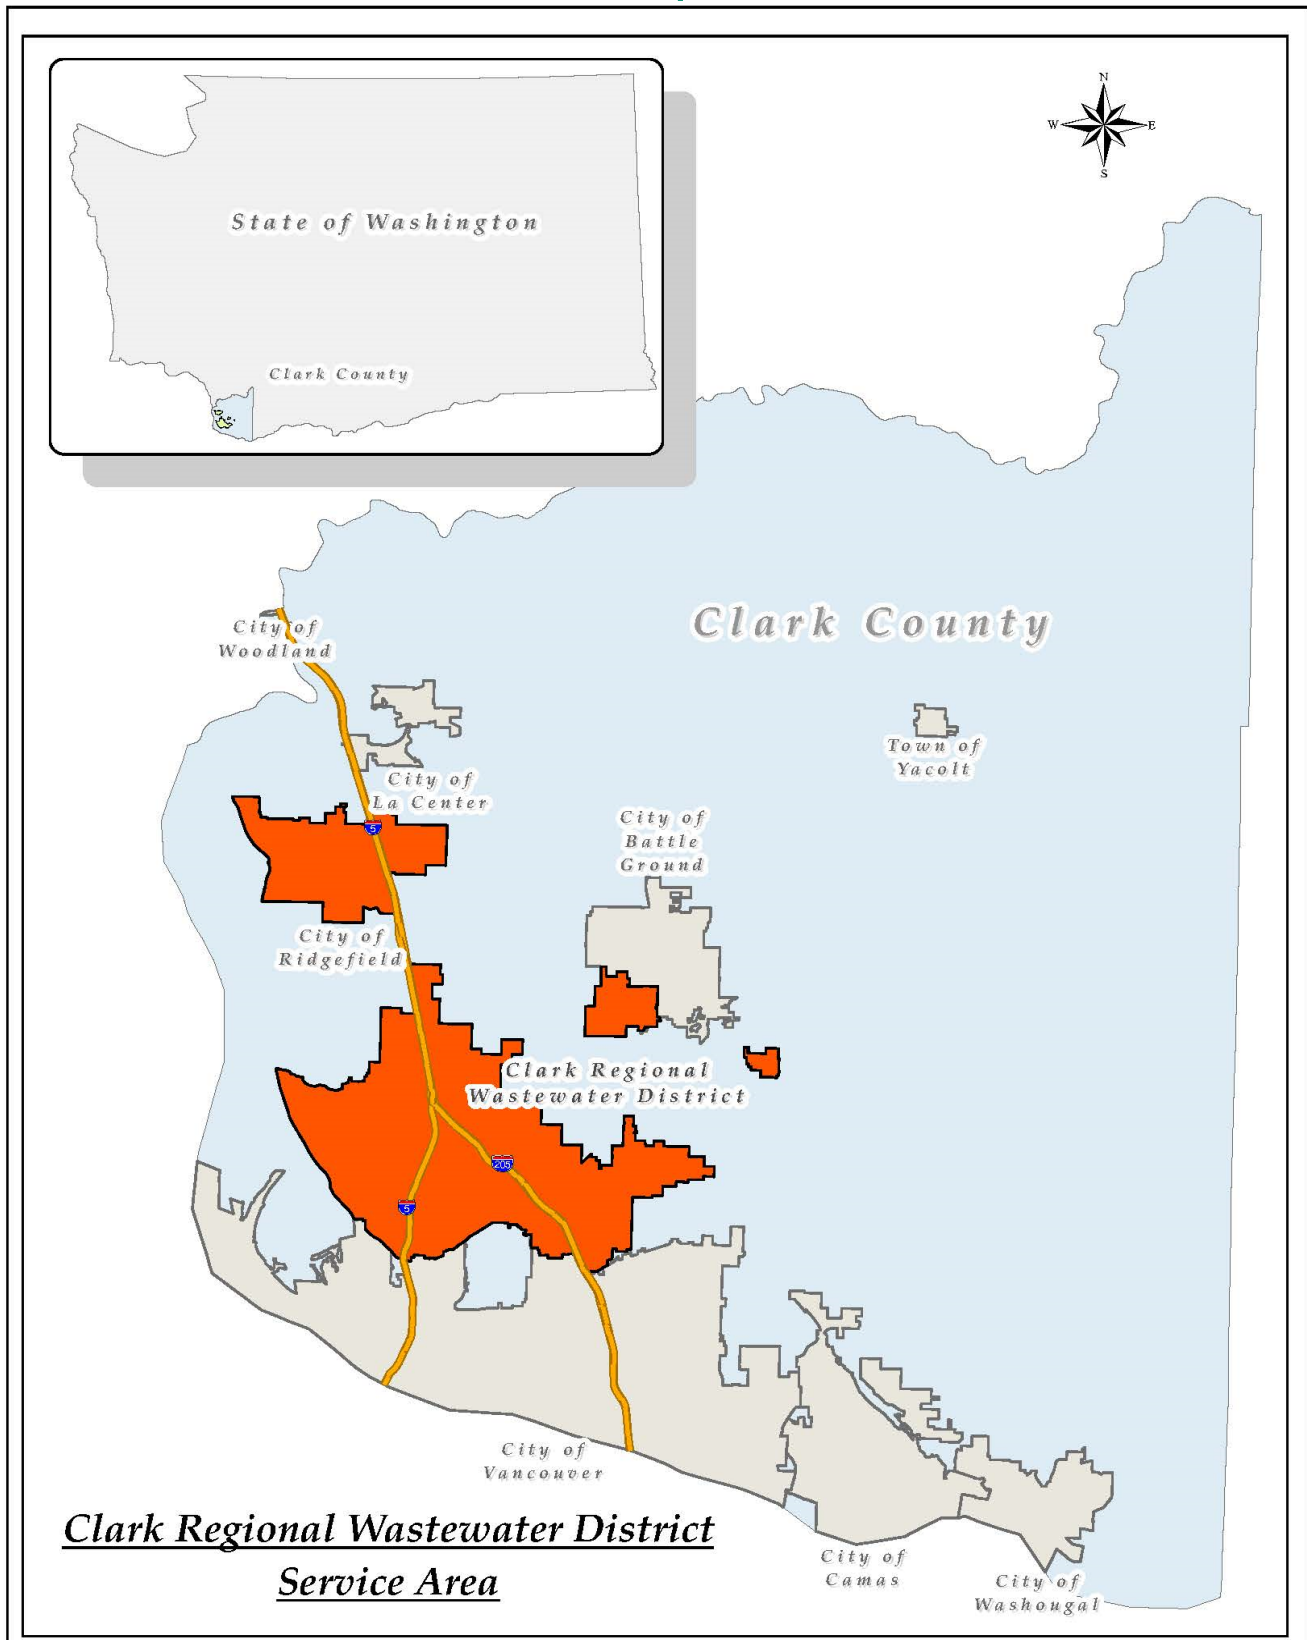 State of Washington
Clark County
N
W
E
S
Clark County
City of
Woodland
City of
La Center
Town of
Yacolt
5
City of
Battle
Ground
City of
Ridgefield
Clark Regional
Wastewater District
205
5
City of
Vancouver
City of
Camas
City of
Washougal
Clark Regional Wastewater District
Service Area